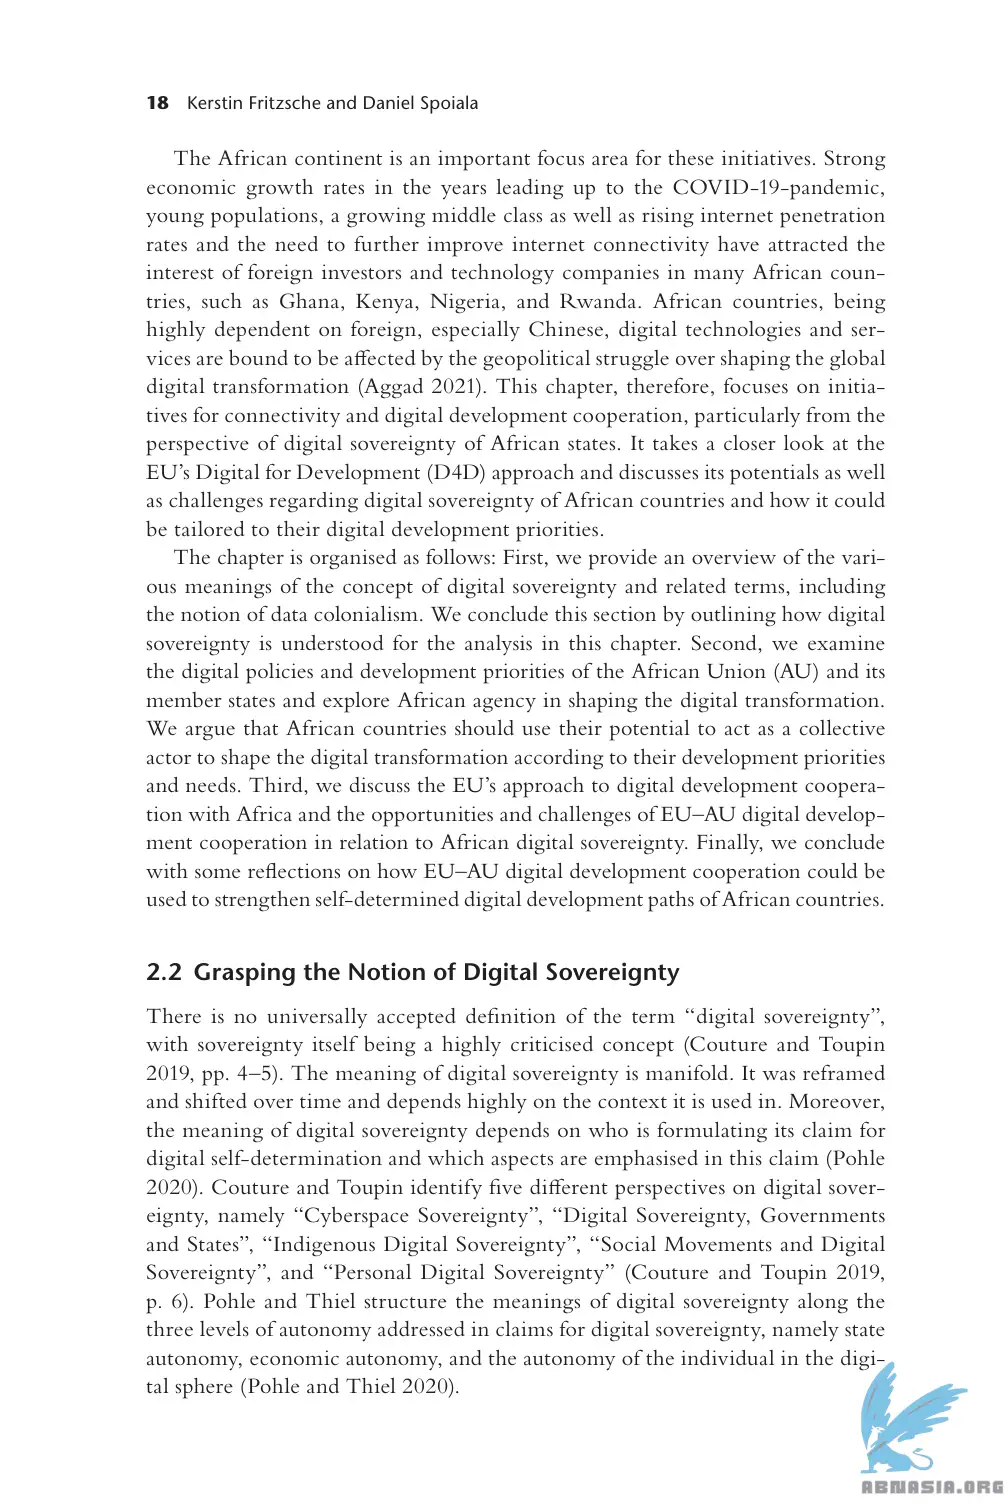 18 Kerstin Fritzsche and Daniel Spoiala
The African continent is an important focus area for these initiatives. Strong
economic growth rates in the years leading up to the COVID-19-pandemic,
young populations, a growing middle class as well as rising internet penetration
rates and the need to further improve internet connectivity have attracted the
interest of foreign investors and technology companies in many African coun-
tries, such as Ghana, Kenya, Nigeria, and Rwanda. African countries, being
highly dependent on foreign, especially Chinese, digital technologies and ser-
vices are bound to be affected by the geopolitical struggle over shaping the global
digital transformation (Aggad 2021). This chapter, therefore, focuses on initia-
tives for connectivity and digital development cooperation, particularly from the
perspective of digital sovereignty of African states. It takes a closer look at the
EU’s Digital for Development (D4D) approach and discusses its potentials as well
as challenges regarding digital sovereignty of African countries and how it could
be tailored to their digital development priorities.
The chapter is organised as follows: First, we provide an overview of the vari-
ous meanings of the concept of digital sovereignty and related terms, including
the notion of data colonialism. We conclude this section by outlining how digital
sovereignty is understood for the analysis in this chapter. Second, we examine
the digital policies and development priorities of the African Union (AU) and its
member states and explore African agency in shaping the digital transformation.
We argue that African countries should use their potential to act as a collective
actor to shape the digital transformation according to their development priorities
and needs. Third, we discuss the EU’s approach to digital development coopera-
tion with Africa and the opportunities and challenges of EU–AU digital develop-
ment cooperation in relation to African digital sovereignty. Finally, we conclude
with some reflections on how EU–AU digital development cooperation could be
used to strengthen self-determined digital development paths of African countries.
2.2 Grasping the Notion of Digital Sovereignty
There is no universally accepted definition of the term “digital sovereignty”,
with sovereignty itself being a highly criticised concept (Couture and Toupin
2019, pp. 4–5). The meaning of digital sovereignty is manifold. It was reframed
and shifted over time and depends highly on the context it is used in. Moreover,
the meaning of digital sovereignty depends on who is formulating its claim for
digital self-determination and which aspects are emphasised in this claim (Pohle
2020). Couture and Toupin identify five different perspectives on digital sover-
eignty, namely “Cyberspace Sovereignty”, “Digital Sovereignty, Governments
and States”, “Indigenous Digital Sovereignty”, “Social Movements and Digital
Sovereignty”, and “Personal Digital Sovereignty” (Couture and Toupin 2019,
p. 6). Pohle and Thiel structure the meanings of digital sovereignty along the
three levels of autonomy addressed in claims for digital sovereignty, namely state
autonomy, economic autonomy, and the autonomy of the individual in the digi-
tal sphere (Pohle and Thiel 2020).
ABNASIA.ORG